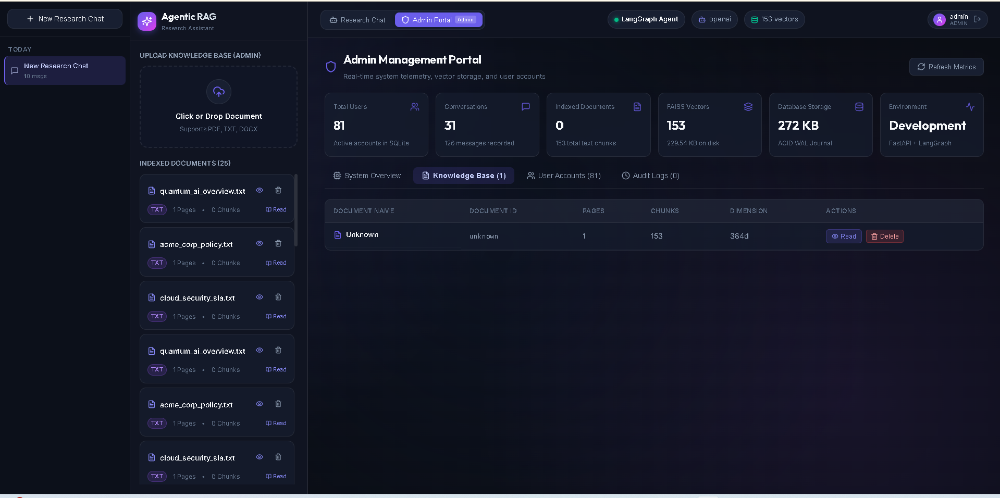 New Research Chat
TODAY
New Research Chat
10 msgs
Agentic RAG
Research Assistant
UPLOAD KNOWLEDGE BASE (ADMIN)
Click or Drop Document
Supports PDF, TXT, DOCX
INDEXED DOCUMENTS (25)
quantum_ai_overview.txt
TXT 1 Pages • 0 Chunks Read
acme_corp_policy.txt
TXT 1 Pages • 0 Chunks Read
cloud_security_sla.txt
TXT 1 Pages • 0 Chunks Read
quantum_ai_overview.txt
TXT 1 Pages • 0 Chunks Read
acme_corp_policy.txt
TXT 1 Pages • 0 Chunks Read
cloud_security_sla.txt
TXT 1 Pages • 0 Chunks Read
Research Chat Admin Portal Admin
LangGraph Agent openai 153 vectors
admin
ADMIN
Admin Management Portal
Real-time system telemetry, vector storage, and user accounts
Refresh Metrics
Total Users
81
Active accounts in SQLite
Conversations
31
126 messages recorded
Indexed Documents
0
153 total text chunks
FAISS Vectors
153
229.54 KB on disk
Database Storage
272 KB
ACID WAL Journal
Environment
Development
FastAPI + LangGraph
System Overview Knowledge Base (1) User Accounts (81) Audit Logs (0)
DOCUMENT NAME DOCUMENT ID PAGES CHUNKS DIMENSION ACTIONS
Unknown unknown 1 153 384d Read Delete